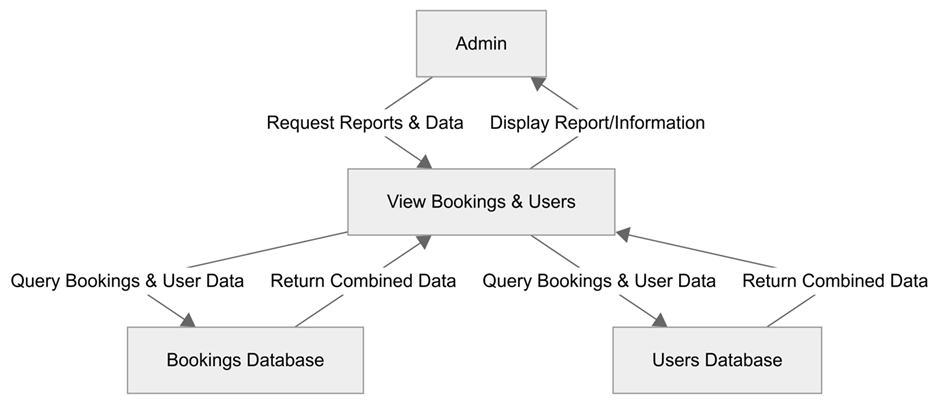 Admin
Request Reports & Data
Display Report/Information
View Bookings & Users
Query Bookings & User Data
Return Combined Data
Query Bookings & User Data
Return Combined Data
Bookings Database
Users Database